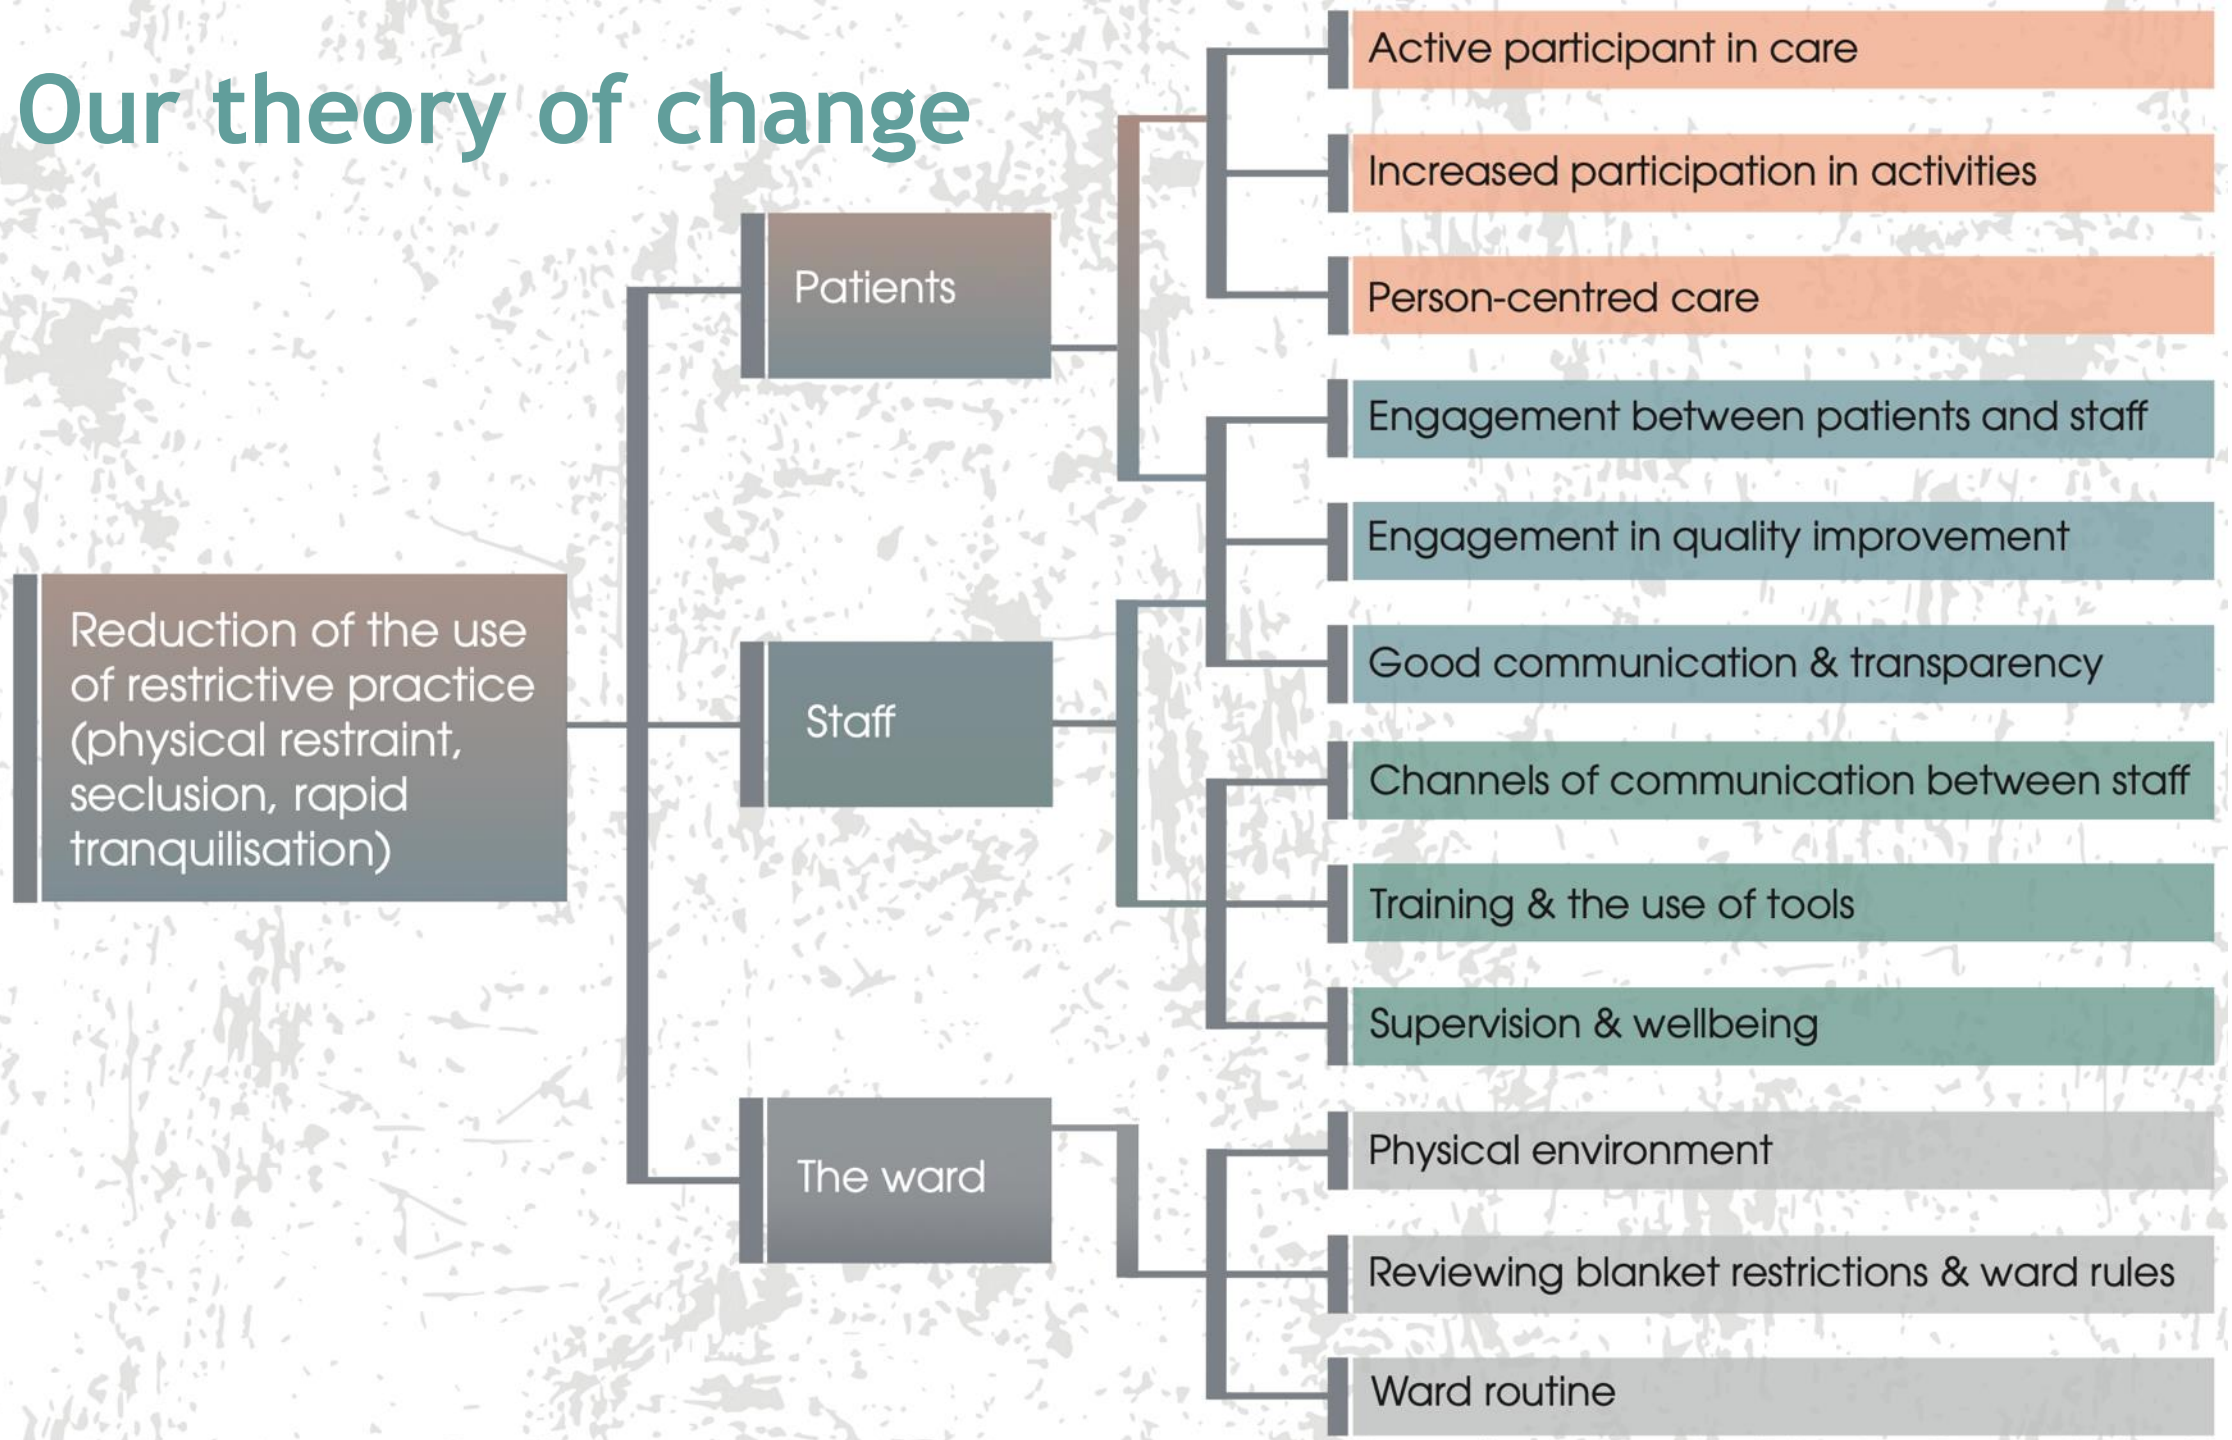 Our theory of change
Reduction of the use
of restrictive practice
(physical restraint,
seclusion, rapid
tranquilisation)
Patients
Staff
The ward
Active participant in care
Increased participation in activities
Person-centred care
Engagement between patients and staff
Engagement in quality improvement
Good communication & transparency
Channels of communication between staff
Training & the use of tools
Supervision & wellbeing
Physical environment
Reviewing blanket restrictions & ward rules
Ward routine